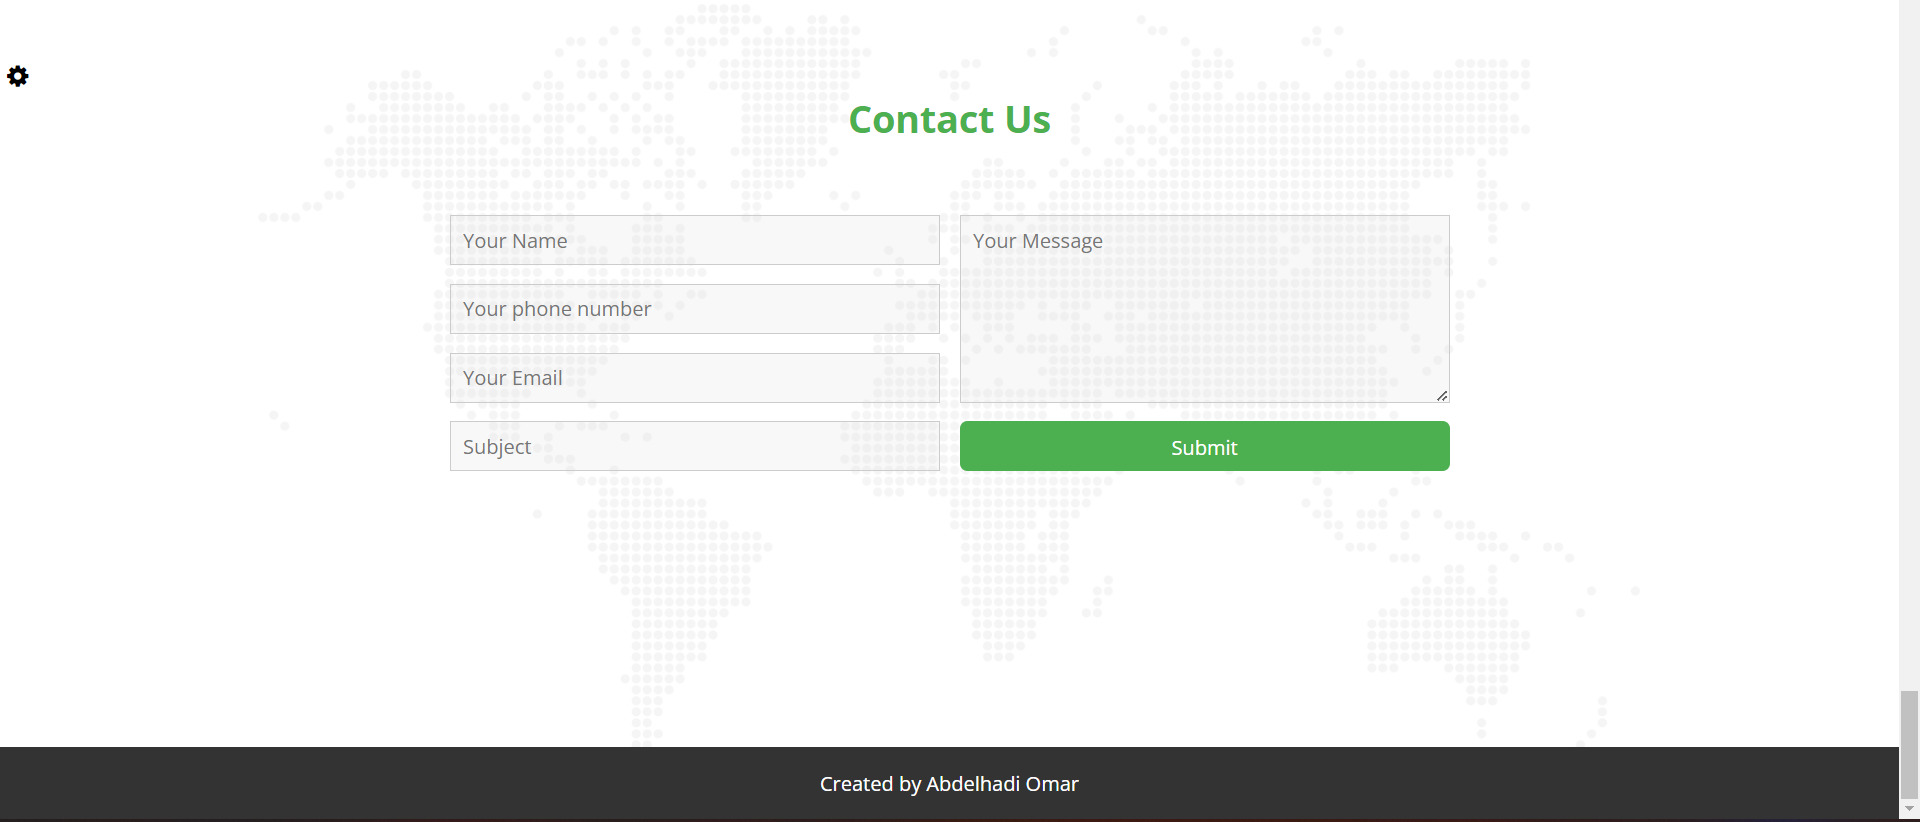 Contact Us
Your Name
Your phone number
Your Email
Subject
Your Message
Submit
Created by Abdelhadi Omar